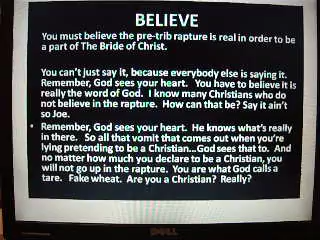 BELIEVE
You must believe the pre-trib rapture is real in order to be
a part of The Bride of Christ.
You can't just say it, because everybody else is saying it.
Remember, God sees your heart. You have to believe it is
really the word of God. I know many Christians who do
not believe in the rapture. How can that be? Say it ain't
so Joe.
• Remember, God sees your heart. He knows what's really
in there. So all that vomit that comes out when you're
lying pretending to be a Christian...God sees that to. And
no matter how much you declare to be a Christian, you
will not go up in the rapture. You are what God calls a
tare. Fake wheat. Are you a Christian? Really?
DELL